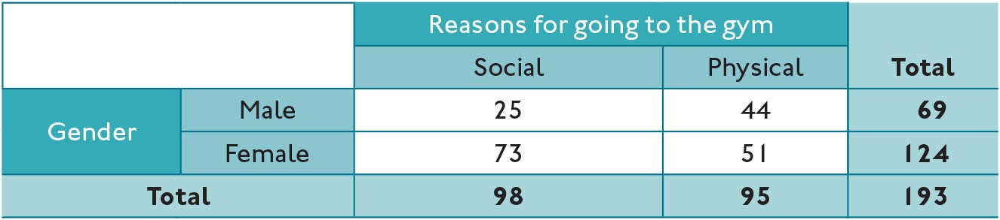 Reasons for going to the gym
Social Physical Total
Gender Male 25 44 69
Female 73 51 124
Total 98 95 193